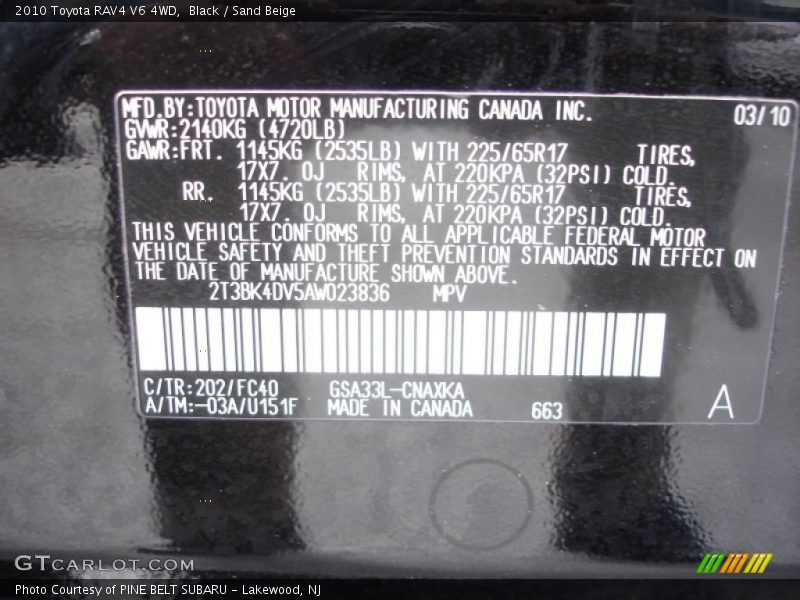 2010 Toyota RAV4 V6 4WD,  Black / Sand Beige
MFD.BY:TOYOTA MOTOR MANUFACTURING CANADA INC. 03/10
GVWR:2140KG (4720LB)
GAWR:FRT. 1145KG (2535LB) WITH 225/65R17 TIRES,
17X7. 0J RIMS, AT 220KPA (32PSI) COLD.
RR. 1145KG (2535LB) WITH 225/65R17 TIRES,
17X7. 0J RIMS, AT 220KPA (32PSI) COLD.
THIS VEHICLE CONFORMS TO ALL APPLICABLE FEDERAL MOTOR
VEHICLE SAFETY AND THEFT PREVENTION STANDARDS IN EFFECT ON
THE DATE OF MANUFACTURE SHOWN ABOVE.
2T3BK4DV5AW023836 MPV
C/TR:202/FC40 GSA33L-CNAXKA
A/TM:-03A/U151F MADE IN CANADA 663 A
GTCARLOT.COM
Photo Courtesy of PINE BELT SUBARU - Lakewood, NJ